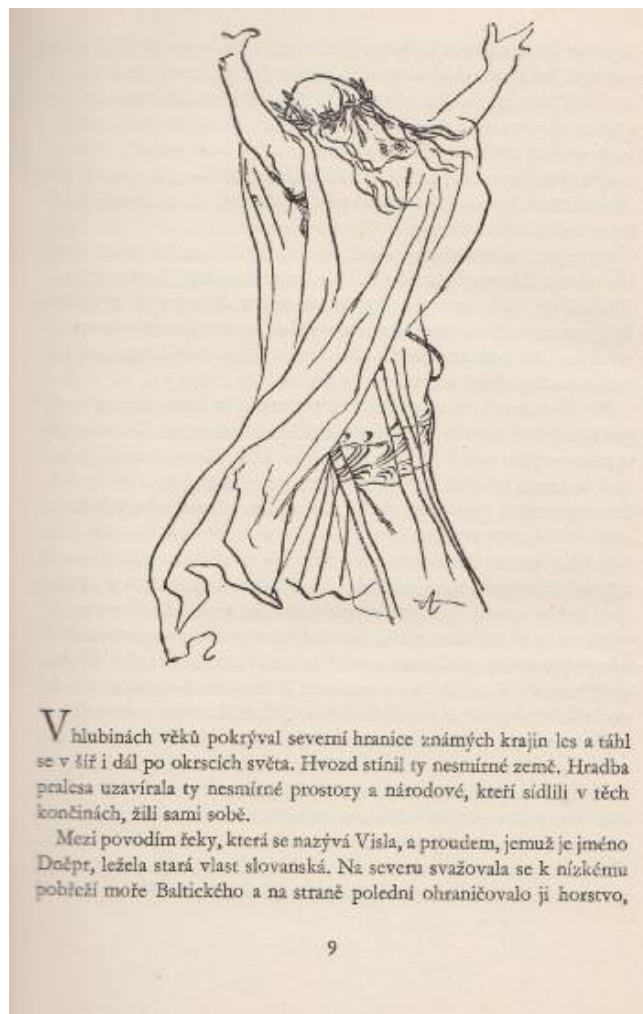 V hlubinách věků pokrýval severní hranice známých krajin les a táhl
se v šíř i dál po okrscích světa. Hvozd stínil ty nesmírné země. Hradba
pralesa uzavírala ty nesmírné prostory a národové, kteří sídlili v těch
končinách, žili sami sobě.
Mezi povodím řeky, která se nazývá Visla, a proudem, jemuž je jméno
Dněpr, ležela stará vlast slovanská. Na severu svažovala se k nízkému
pobřeží moře Baltického a na straně polední ohraničovalo ji horstvo,
9